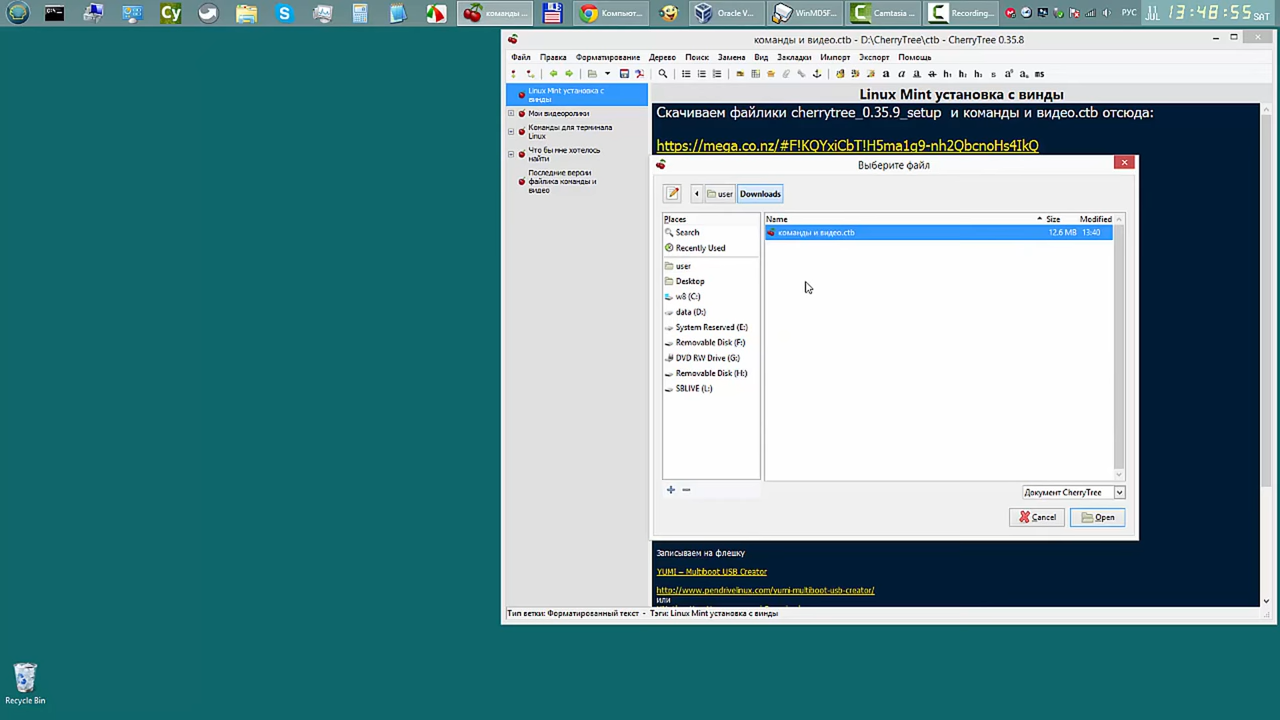 команды ...
Компьют...
Oracle V...
WinMD5F...
Camtasia ...
Recording...
РУС
JUL 13:48:55 SAT
команды и видео.ctb - D:\CherryTree\ctb - CherryTree 0.35.8
Файл Правка Форматирование Дерево Поиск Замена Вид Закладки Импорт Экспорт Помощь
Linux Mint установка с
винды
Мои видеоролики
Команды для терминала
Linux
Что бы мне хотелось
найти
Последние версии
файлика команды и
видео
Linux Mint установка с винды
Скачиваем файлики cherrytree_0.35.9_setup и команды и видео.ctb отсюда:
https://mega.co.nz/#F!KQYxiCbT!H5ma1q9-nh2QbcnoHs4IkQ
Выберите файл
user Downloads
Places
Search
Recently Used
user
Desktop
w8 (C:)
data (D:)
System Reserved (E:)
Removable Disk (F:)
DVD RW Drive (G:)
Removable Disk (H:)
SBLIVE (L:)
Name Size Modified
команды и видео.ctb 12.6 MB 13:40
Документ CherryTree
Cancel Open
Записываем на флешку
YUMI – Multiboot USB Creator
http://www.pendrivelinux.com/yumi-multiboot-usb-creator/
или
Тип ветки: Форматированный текст - Тэги: Linux Mint установка с винды
Recycle Bin